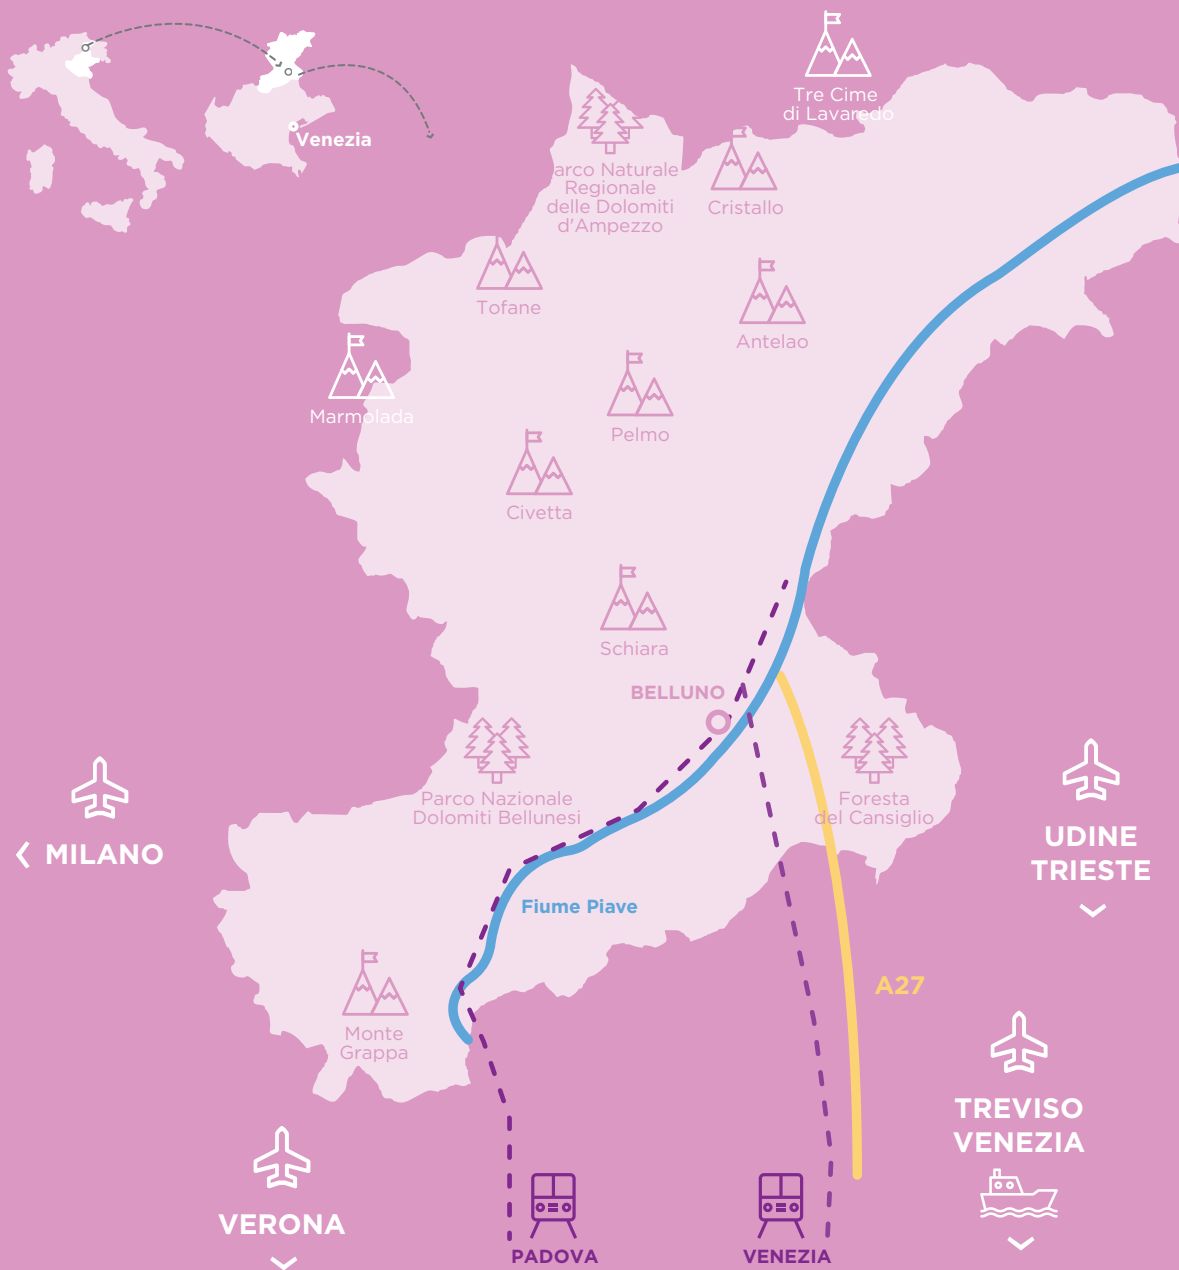 Venezia
Tre Cime
di Lavaredo
arco Naturale
Regionale
delle Dolomiti
d'Ampezzo
Cristallo
Tofane
Antelao
Marmolada
Pelmo
Civetta
Schiara
BELLUNO
Parco Nazionale
Dolomiti Bellunesi
Foresta
del Cansiglio
MILANO
UDINE
TRIESTE
Fiume Piave
A27
Monte
Grappa
TREVISO
VENEZIA
VERONA
PADOVA
VENEZIA